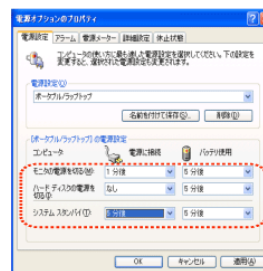 電源オプションのプロパティ
電源設定 アラーム 電源メーター 詳細設定 休止状態
コンピュータの使い方に最も適した電源設定を選択してください。下の設定を
変更すると、選択された電源設定も変更されます。
電源設定(C)
ポータブル/ラップトップ
名前を付けて保存(S)... 削除(D)
[ポータブル/ラップトップ] の電源設定
コンピュータ 電源に接続 バッテリ使用
モニタの電源を切る(M): 1 分後 5 分後
ハード ディスクの電源を
切る(I): なし 5 分後
システム スタンバイ(T): 5 分後
OK キャンセル 適用(A)